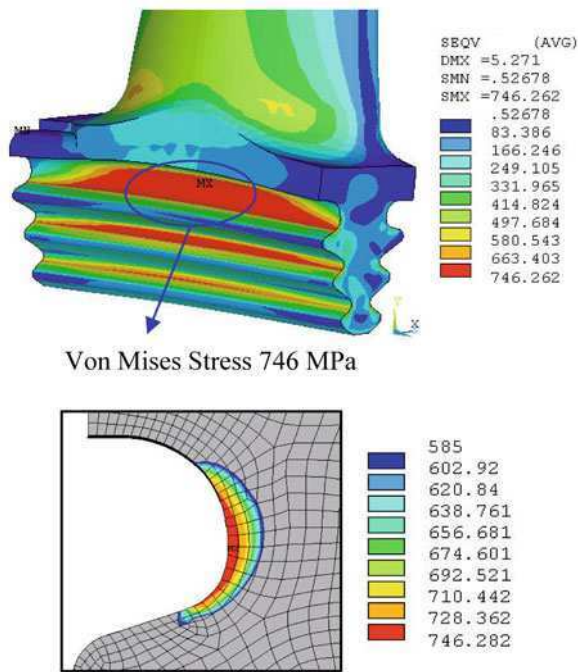 SEQV (AVG)
DMX =5.271
SMN =.52678
SMX =746.262
.52678
83.386
166.246
249.105
331.965
414.824
497.684
580.543
663.403
746.262
MN
MX
Y
X
Von Mises Stress 746 MPa
585
602.92
620.84
638.761
656.681
674.601
692.521
710.442
728.362
746.282